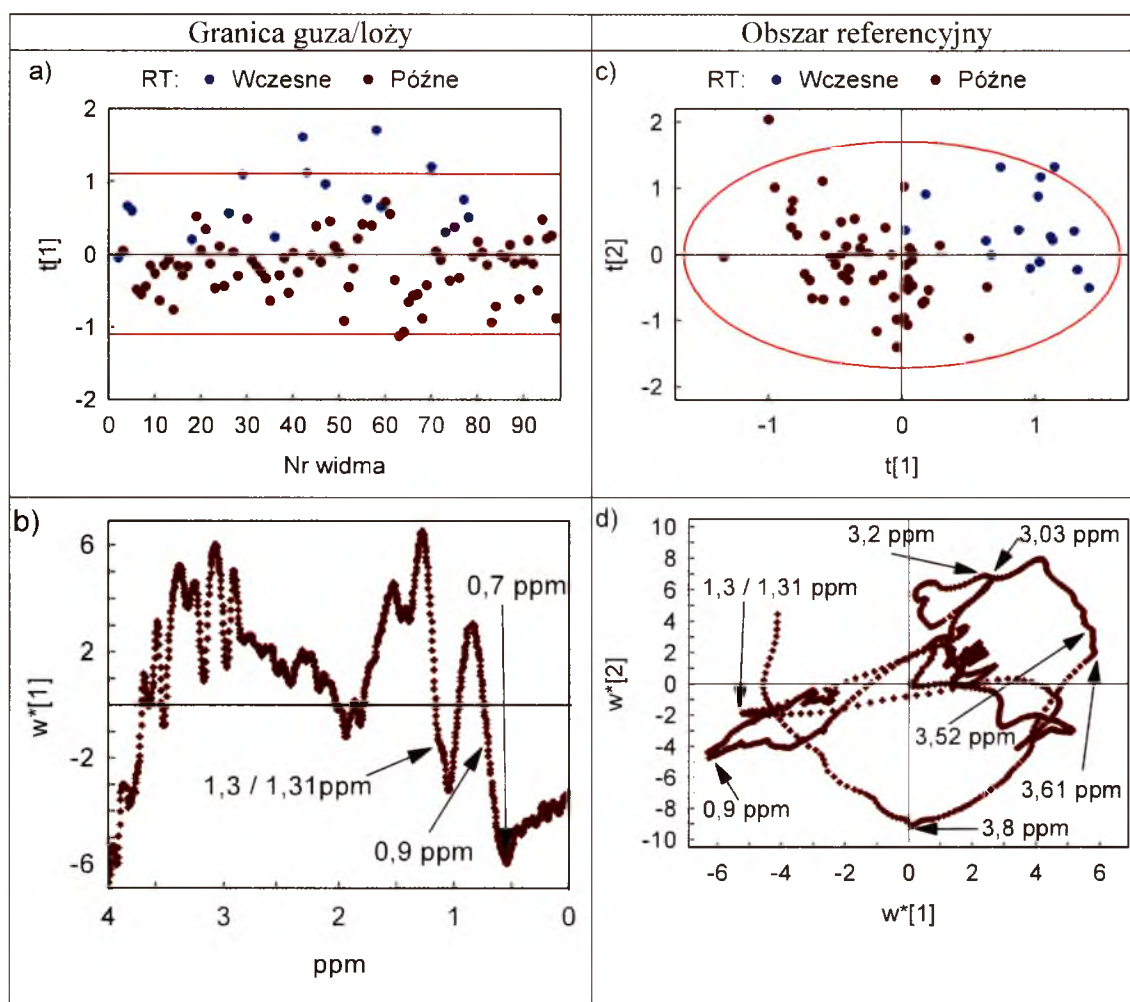 Granica guza/loży
Obszar referencyjny
a)
RT: Wczesne Późne
2
1
0
-1
-2
t[1]
0 10 20 30 40 50 60 70 80 90
Nr widma
c)
RT: Wczesne Późne
2
1
0
-1
-2
t[2]
-1 0 1
t[1]
b)
6
2
-2
-6
w*[1]
0,7 ppm
1,3 / 1,31ppm
0,9 ppm
4 3 2 1 0
ppm
d)
10
8
6
4
2
0
-2
-4
-6
-8
-10
w*[2]
3,2 ppm
3,03 ppm
1,3 / 1,31 ppm
3,52 ppm
3,61 ppm
0,9 ppm
3,8 ppm
-6 -4 -2 0 2 4 6
w*[1]